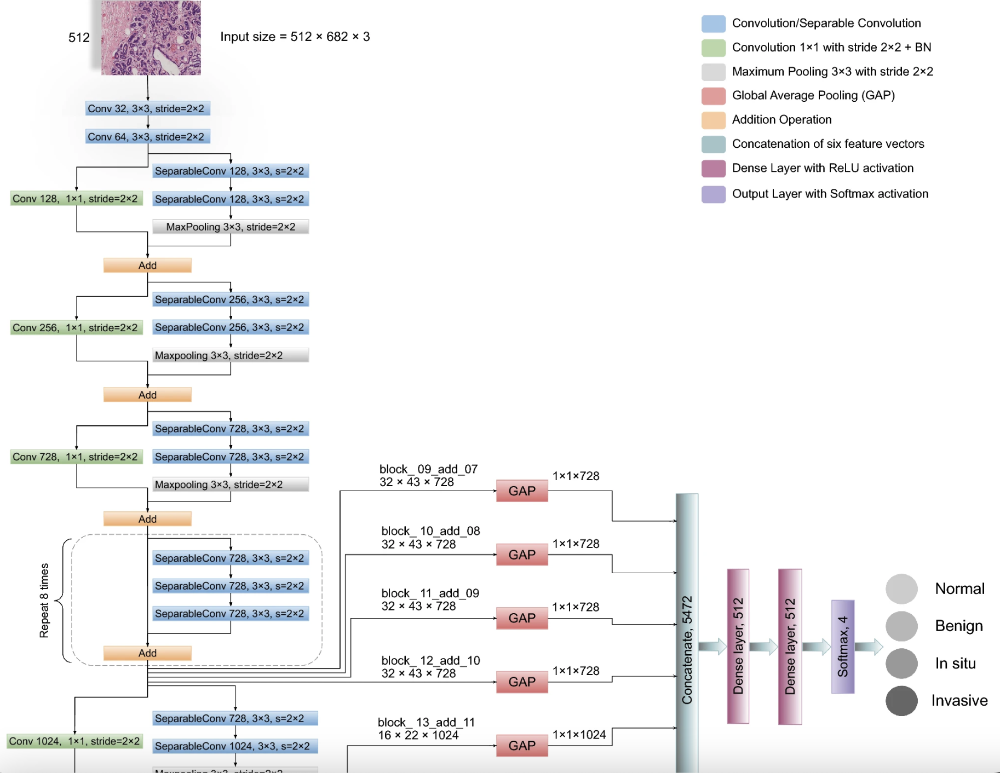 512
Input size = 512 × 682 × 3
Convolution/Separable Convolution
Convolution 1×1 with stride 2×2 + BN
Maximum Pooling 3×3 with stride 2×2
Global Average Pooling (GAP)
Addition Operation
Concatenation of six feature vectors
Dense Layer with ReLU activation
Output Layer with Softmax activation
Conv 32, 3×3, stride=2×2
Conv 64, 3×3, stride=2×2
SeparableConv 128, 3×3, s=2×2
Conv 128, 1×1, stride=2×2
SeparableConv 128, 3×3, s=2×2
MaxPooling 3×3, stride=2×2
Add
SeparableConv 256, 3×3, s=2×2
Conv 256, 1×1, stride=2×2
SeparableConv 256, 3×3, s=2×2
Maxpooling 3×3, stride=2×2
Add
SeparableConv 728, 3×3, s=2×2
Conv 728, 1×1, stride=2×2
SeparableConv 728, 3×3, s=2×2
Maxpooling 3×3, stride=2×2
Add
Repeat 8 times
SeparableConv 728, 3×3, s=2×2
SeparableConv 728, 3×3, s=2×2
SeparableConv 728, 3×3, s=2×2
Add
SeparableConv 728, 3×3, s=2×2
Conv 1024, 1×1, stride=2×2
SeparableConv 1024, 3×3, s=2×2
Maxpooling 3×3, stride=2×2
block_ 09_add_07
32 × 43 × 728
GAP
1×1×728
block_ 10_add_08
32 × 43 × 728
GAP
1×1×728
block_ 11_add_09
32 × 43 × 728
GAP
1×1×728
block_ 12_add_10
32 × 43 × 728
GAP
1×1×728
block_ 13_add_11
16 × 22 × 1024
GAP
1×1×1024
Concatenate, 5472
Dense layer, 512
Dense layer, 512
Softmax, 4
Normal
Benign
In situ
Invasive